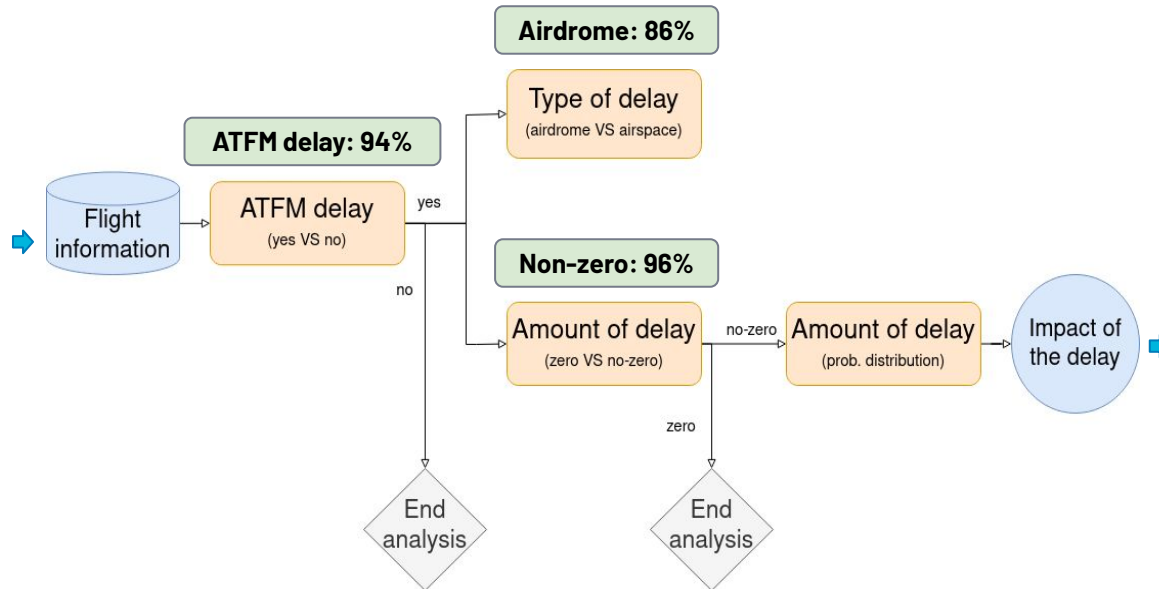 Airdrome: 86%
Type of delay
(airdrome VS airspace)
ATFM delay: 94%
Flight
information
ATFM delay
(yes VS no)
yes
no
Non-zero: 96%
Amount of delay
(zero VS no-zero)
no-zero
zero
Amount of delay
(prob. distribution)
Impact of
the delay
End
analysis
End
analysis